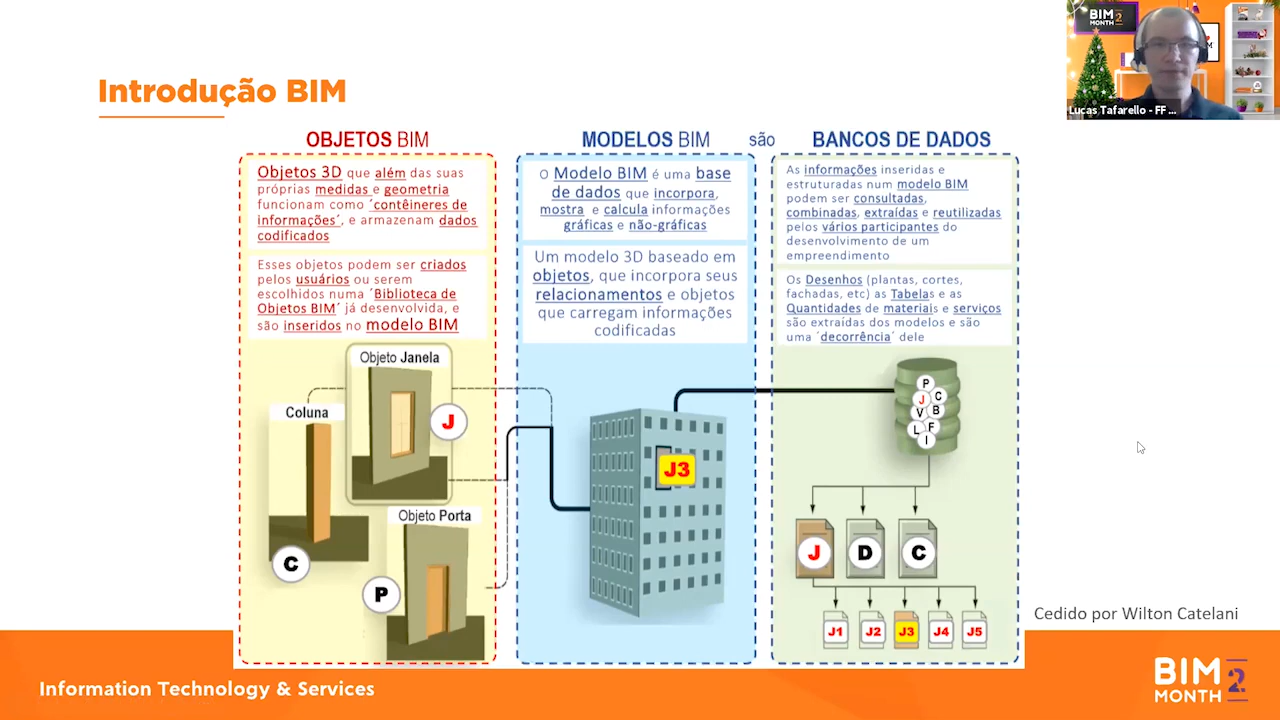 BIM 2
MONTH
M
Lucas Tafarello - FF ...
Introdução BIM
OBJETOS BIM
MODELOS BIM
são
BANCOS DE DADOS
Objetos 3D que além das suas
próprias medidas e geometria
funcionam como ‘contêineres de
informações’, e armazenam dados
codificados
Esses objetos podem ser criados
pelos usuários ou serem
escolhidos numa ´Biblioteca de
Objetos BIM´ já desenvolvida, e
são inseridos no modelo BIM
O Modelo BIM é uma base
de dados que incorpora,
mostra e calcula informações
gráficas e não-gráficas
Um modelo 3D baseado em
objetos, que incorpora seus
relacionamentos e objetos
que carregam informações
codificadas
As informações inseridas e
estruturadas num modelo BIM
podem ser consultadas,
combinadas, extraídas e reutilizadas
pelos vários participantes do
desenvolvimento de um
empreendimento
Os Desenhos (plantas, cortes,
fachadas, etc) as Tabelas e as
Quantidades de materiais e serviços
são extraídas dos modelos e são
uma ´decorrência´ dele
Objeto Janela
J
Coluna
C
Objeto Porta
P
J3
P
J
C
V
B
L
F
I
J
D
C
J1
J2
J3
J4
J5
Cedido por Wilton Catelani
Information Technology & Services
BIM 2.
MONTH